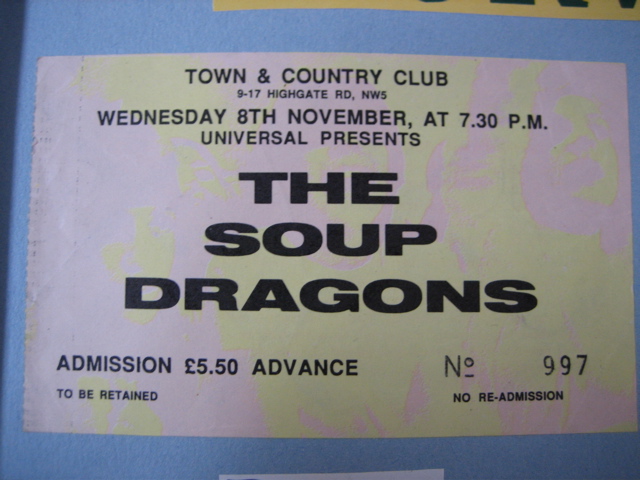 TOWN & COUNTRY CLUB
9-17 HIGHGATE RD, NW5
WEDNESDAY 8TH NOVEMBER, AT 7.30 P.M.
UNIVERSAL PRESENTS
THE
SOUP
DRAGONS
ADMISSION £5.50 ADVANCE
Nº 997
TO BE RETAINED
NO RE-ADMISSION